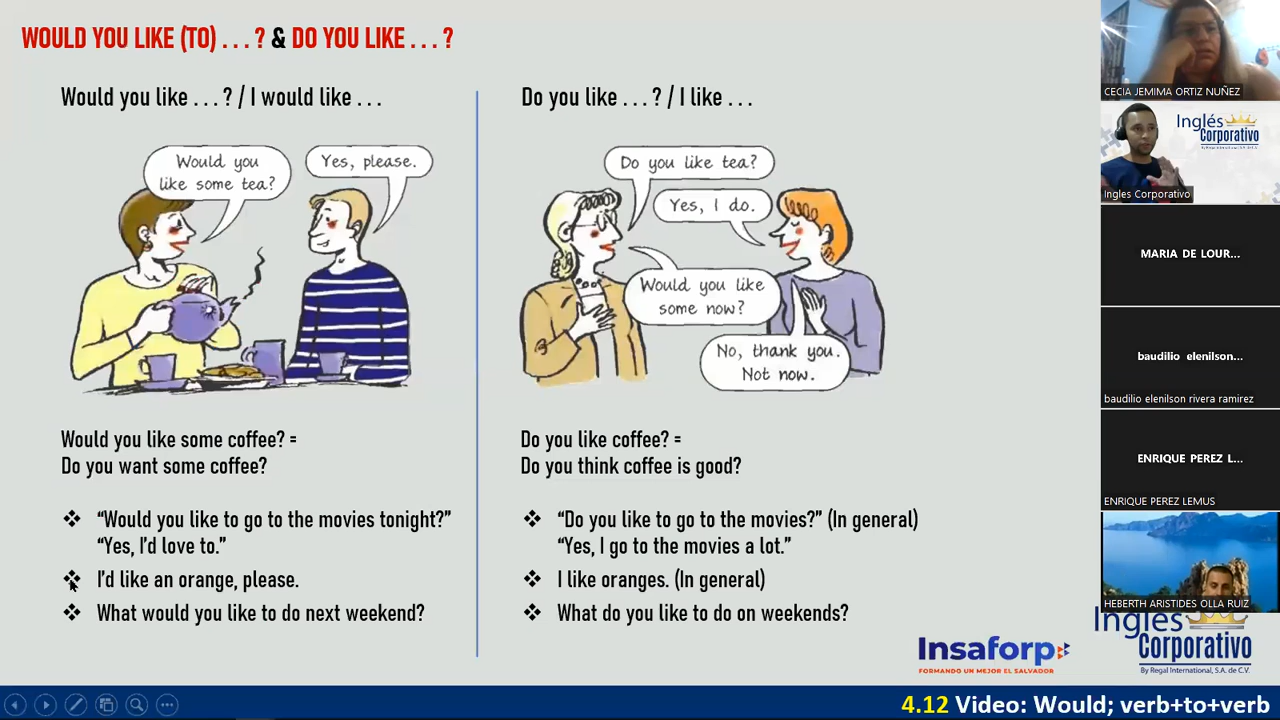 WOULD YOU LIKE (TO) . . . ? & DO YOU LIKE . . . ?
Would you like . . . ? / I would like . . .
Would you
like some tea?
Yes, please.
Would you like some coffee? =
Do you want some coffee?
❖ “Would you like to go to the movies tonight?”
“Yes, I’d love to.”
❖ I’d like an orange, please.
❖ What would you like to do next weekend?
Do you like . . . ? / I like . . .
Do you like tea?
Yes, I do.
Would you like
some now?
No, thank you.
Not now.
Do you like coffee? =
Do you think coffee is good?
❖ “Do you like to go to the movies?” (In general)
“Yes, I go to the movies a lot.”
❖ I like oranges. (In general)
❖ What do you like to do on weekends?
Insaforp
FORMANDO UN MEJOR EL SALVADOR
Inglés
Corporativo
By Regal International, S.A. de C.V.
4.12 Video: Would; verb+to+verb
CECIA JEMIMA ORTIZ NUÑEZ
Inglés
Corporativo
By Regal International, S.A. de C.V.
Ingles Corporativo
MARIA DE LOUR...
baudilio elenilson...
baudilio elenilson rivera ramirez
ENRIQUE PEREZ L...
ENRIQUE PEREZ LEMUS
HEBERTH ARISTIDES OLLA RUIZ